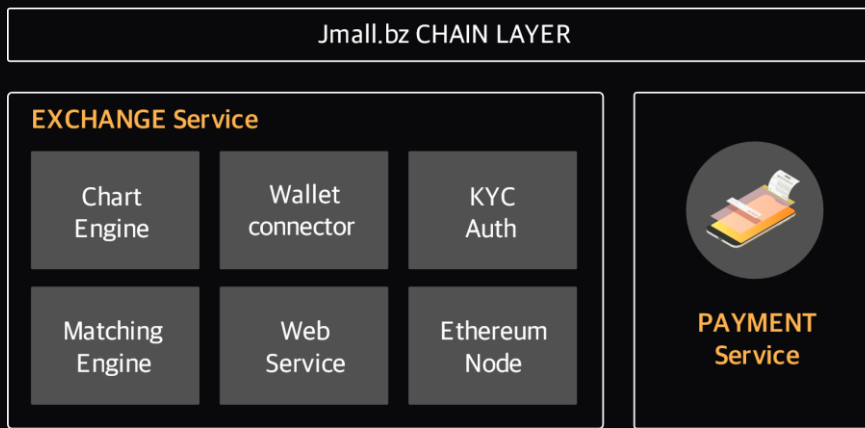 Jmall.bz CHAIN LAYER
EXCHANGE Service
Chart
Engine
Wallet
connector
KYC
Auth
Matching
Engine
Web
Service
Ethereum
Node
PAYMENT
Service